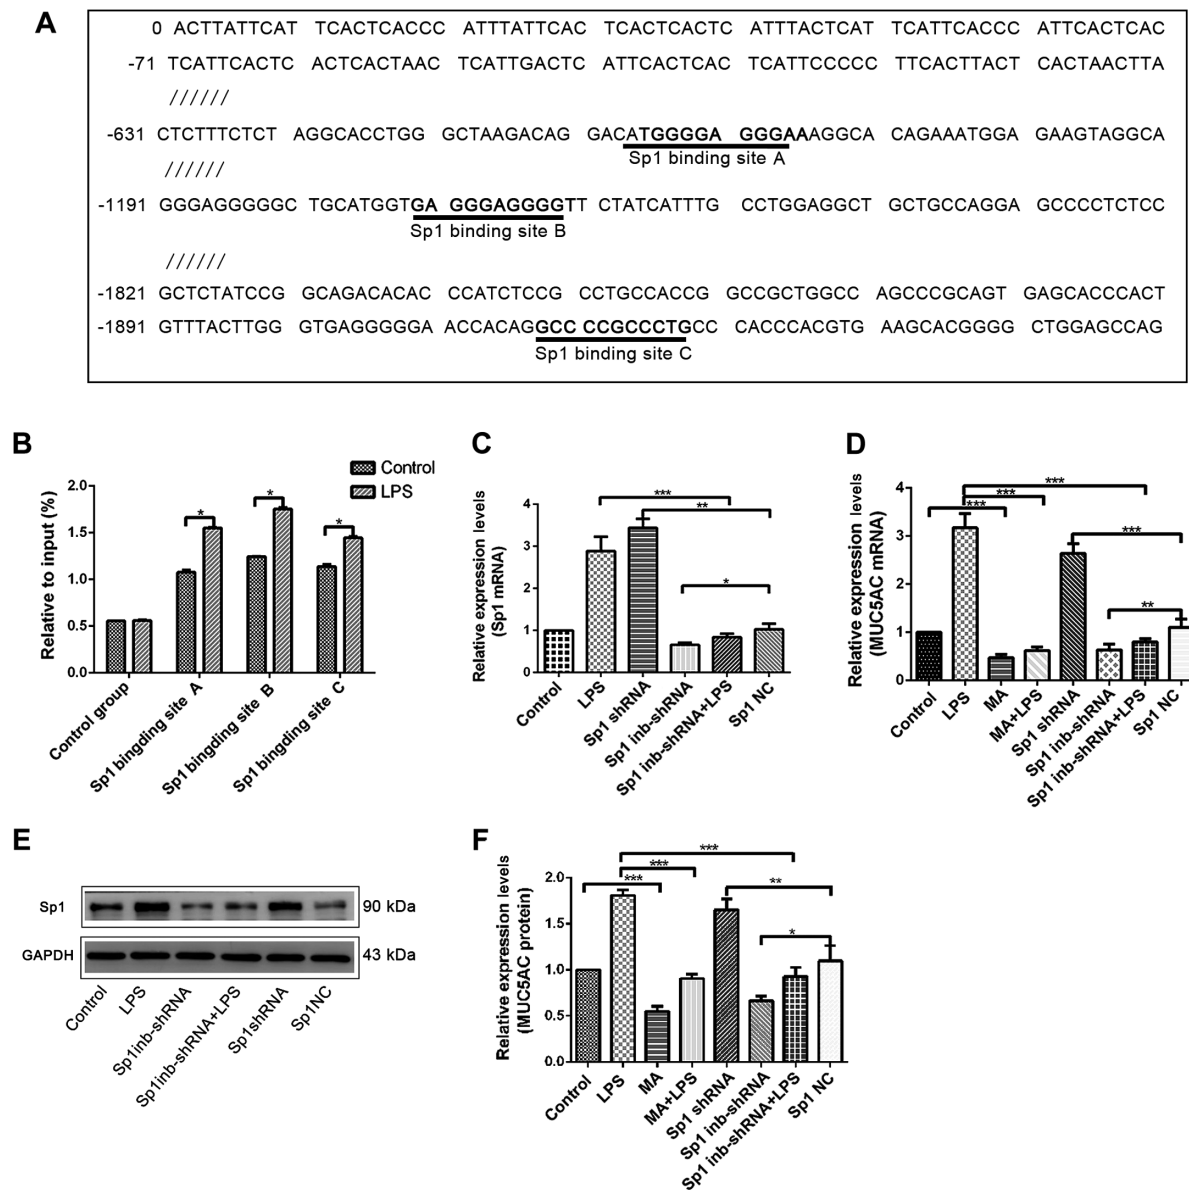 A
0 ACTTATTCAT TCACTCACCC ATTTATTCAC TCACTCACTC ATTTACTCAT TCATTCACCC ATTCACTCAC
-71 TCATTCACTC ACTCACTAAC TCATTGACTC ATTCACTCAC TCATTCCCCC TTCACTTACT CACTAACTTA
//////
-631 CTCTTTCTCT AGGCACCTGG GCTAAGACAG GACATGGGGA GGGAAAGGCA CAGAAATGGA GAAGTAGGCA
Sp1 binding site A
//////
-1191 GGGAGGGGGC TGCATGGTGA GGGAGGGGTT CTATCATTTG CCTGGAGGCT GCTGCCAGGA GCCCCTCTCC
Sp1 binding site B
//////
-1821 GCTCTATCCG GCAGACACAC CCATCTCCG CCTGCCACCG GCCGCTGGCC AGCCCGCAGT GAGCACCCACT
-1891 GTTTACTTGG GTGAGGGGGA ACCACAGGCC CCGCCCTGCC CACCCACGTG AAGCACGGGG CTGGAGCCAG
Sp1 binding site C
B
Control
LPS
Relative to input (%)
2.0
1.5
1.0
0.5
0.0
*
*
*
Control group
Sp1 bingding site A
Sp1 bingding site B
Sp1 bingding site C
C
Relative expression levels
(Sp1 mRNA)
4
3
2
1
0
***
**
*
Control
LPS
Sp1 shRNA
Sp1 inb-shRNA
Sp1 inb-shRNA+LPS
Sp1 NC
D
Relative expression levels
(MUC5AC mRNA)
4
3
2
1
0
***
***
***
***
**
Control
LPS
MA
MA+LPS
Sp1 shRNA
Sp1 inb-shRNA
Sp1 inb-shRNA+LPS
Sp1 NC
E
Sp1 90 kDa
GAPDH 43 kDa
Control
LPS
Sp1inb-shRNA
Sp1inb-shRNA+LPS
Sp1shRNA
Sp1NC
F
Relative expression levels
(MUC5AC protein)
2.0
1.5
1.0
0.5
0.0
***
***
***
**
*
Control
LPS
MA
MA+LPS
Sp1 shRNA
Sp1 inb-shRNA
Sp1 inb-shRNA+LPS
Sp1 NC